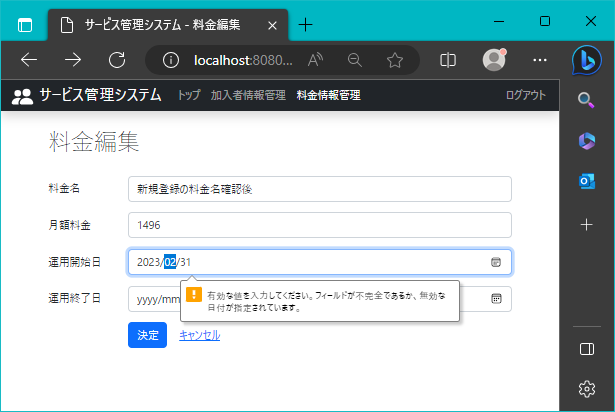 サービス管理システム - 料金編集
localhost:8080...
サービス管理システム トップ 加入者情報管理 料金情報管理 ログアウト
料金編集
料金名 新規登録の料金名確認後
月額料金 1496
運用開始日 2023/02/31
有効な値を入力してください。フィールドが不完全であるか、無効な
日付が指定されています。
運用終了日 yyyy/mm
決定 キャンセル